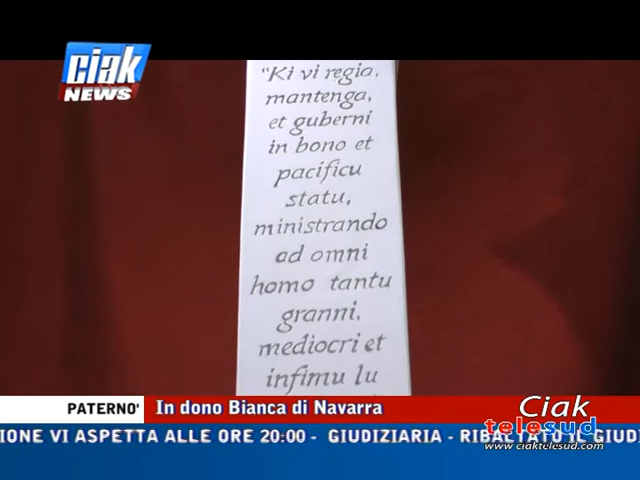 ciak
NEWS
"Ki vi regia,
mantenga,
et guberni
in bono et
pacificu
statu,
ministrando
ad omni
homo tantu
granni,
mediocri et
infimu lu
PATERNO' In dono Bianca di Navarra
Ciak
telesud
www.ciaktelesud.com
IONE VI ASPETTA ALLE ORE 20:00 - GIUDIZIARIA - RIBALTATO IL GIUDI